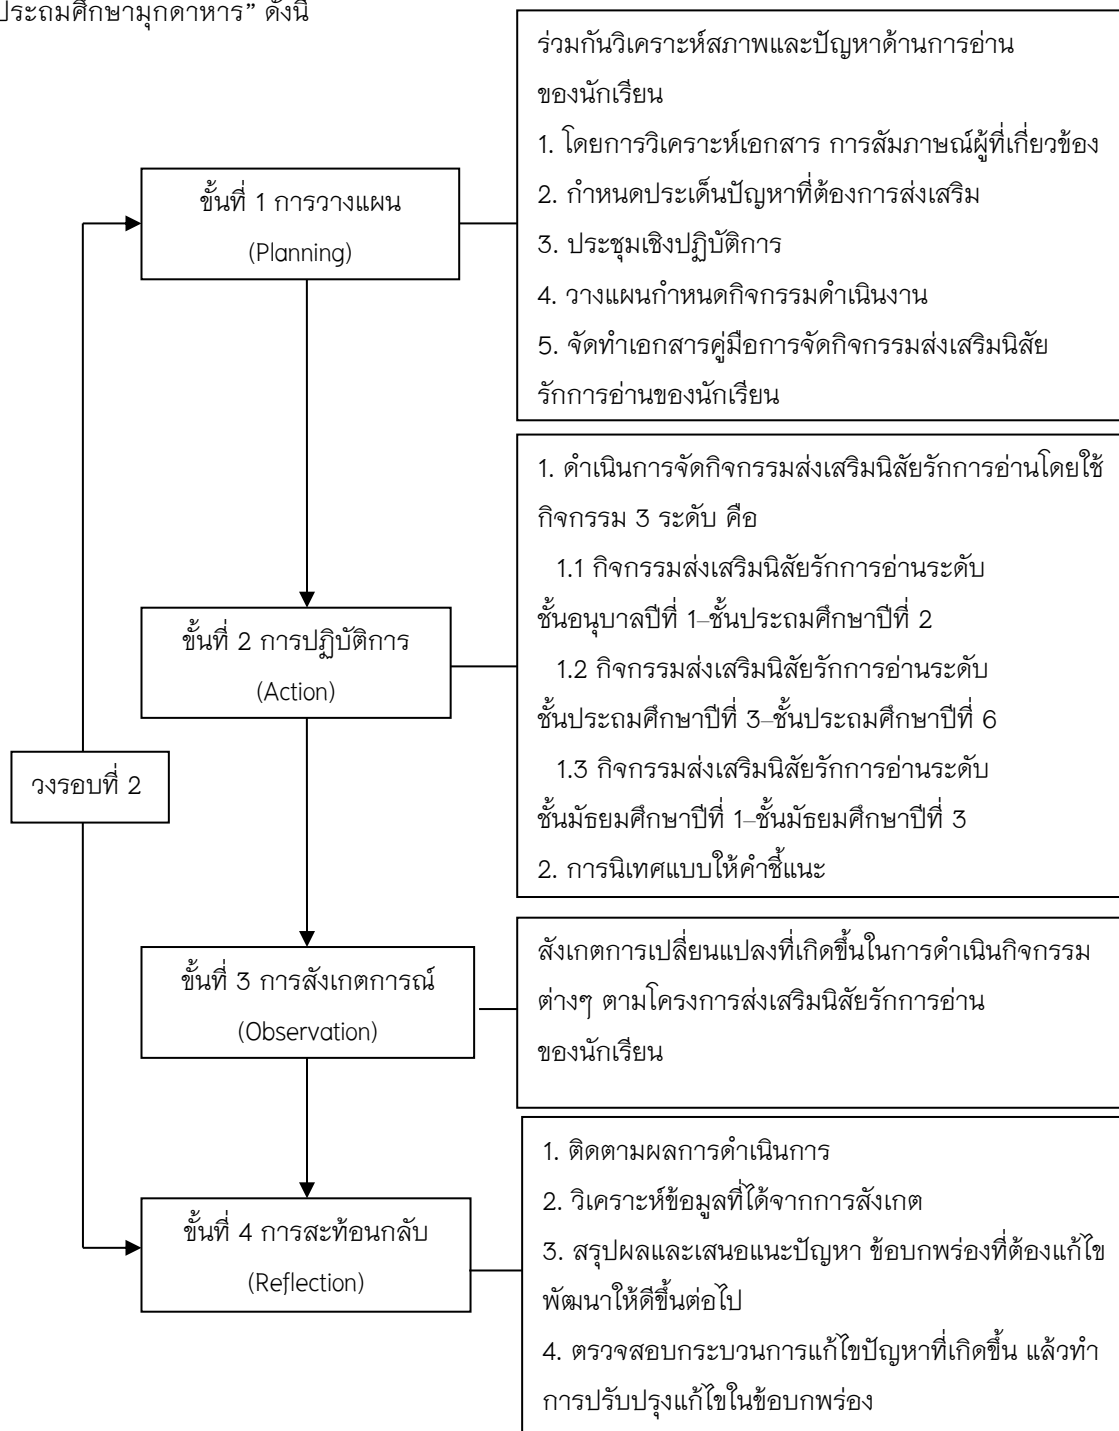 ประถมศึกษามุกดาหาร” ดังนี้
ร่วมกันวิเคราะห์สภาพและปัญหาด้านการอ่าน
ของนักเรียน
1. โดยการวิเคราะห์เอกสาร การสัมภาษณ์ผู้ที่เกี่ยวข้อง
2. กำหนดประเด็นปัญหาที่ต้องการส่งเสริม
3. ประชุมเชิงปฏิบัติการ
4. วางแผนกำหนดกิจกรรมดำเนินงาน
5. จัดทำเอกสารคู่มือการจัดกิจกรรมส่งเสริมนิสัย
รักการอ่านของนักเรียน
ขั้นที่ 1 การวางแผน
(Planning)
1. ดำเนินการจัดกิจกรรมส่งเสริมนิสัยรักการอ่านโดยใช้
กิจกรรม 3 ระดับ คือ
1.1 กิจกรรมส่งเสริมนิสัยรักการอ่านระดับ
ชั้นอนุบาลปีที่ 1–ชั้นประถมศึกษาปีที่ 2
1.2 กิจกรรมส่งเสริมนิสัยรักการอ่านระดับ
ชั้นประถมศึกษาปีที่ 3–ชั้นประถมศึกษาปีที่ 6
1.3 กิจกรรมส่งเสริมนิสัยรักการอ่านระดับ
ชั้นมัธยมศึกษาปีที่ 1–ชั้นมัธยมศึกษาปีที่ 3
2. การนิเทศแบบให้คำชี้แนะ
ขั้นที่ 2 การปฏิบัติการ
(Action)
วงรอบที่ 2
สังเกตการเปลี่ยนแปลงที่เกิดขึ้นในการดำเนินกิจกรรม
ต่างๆ ตามโครงการส่งเสริมนิสัยรักการอ่าน
ของนักเรียน
ขั้นที่ 3 การสังเกตการณ์
(Observation)
1. ติดตามผลการดำเนินการ
2. วิเคราะห์ข้อมูลที่ได้จากการสังเกต
3. สรุปผลและเสนอแนะปัญหา ข้อบกพร่องที่ต้องแก้ไข
พัฒนาให้ดีขึ้นต่อไป
4. ตรวจสอบกระบวนการแก้ไขปัญหาที่เกิดขึ้น แล้วทำ
การปรับปรุงแก้ไขในข้อบกพร่อง
ขั้นที่ 4 การสะท้อนกลับ
(Reflection)